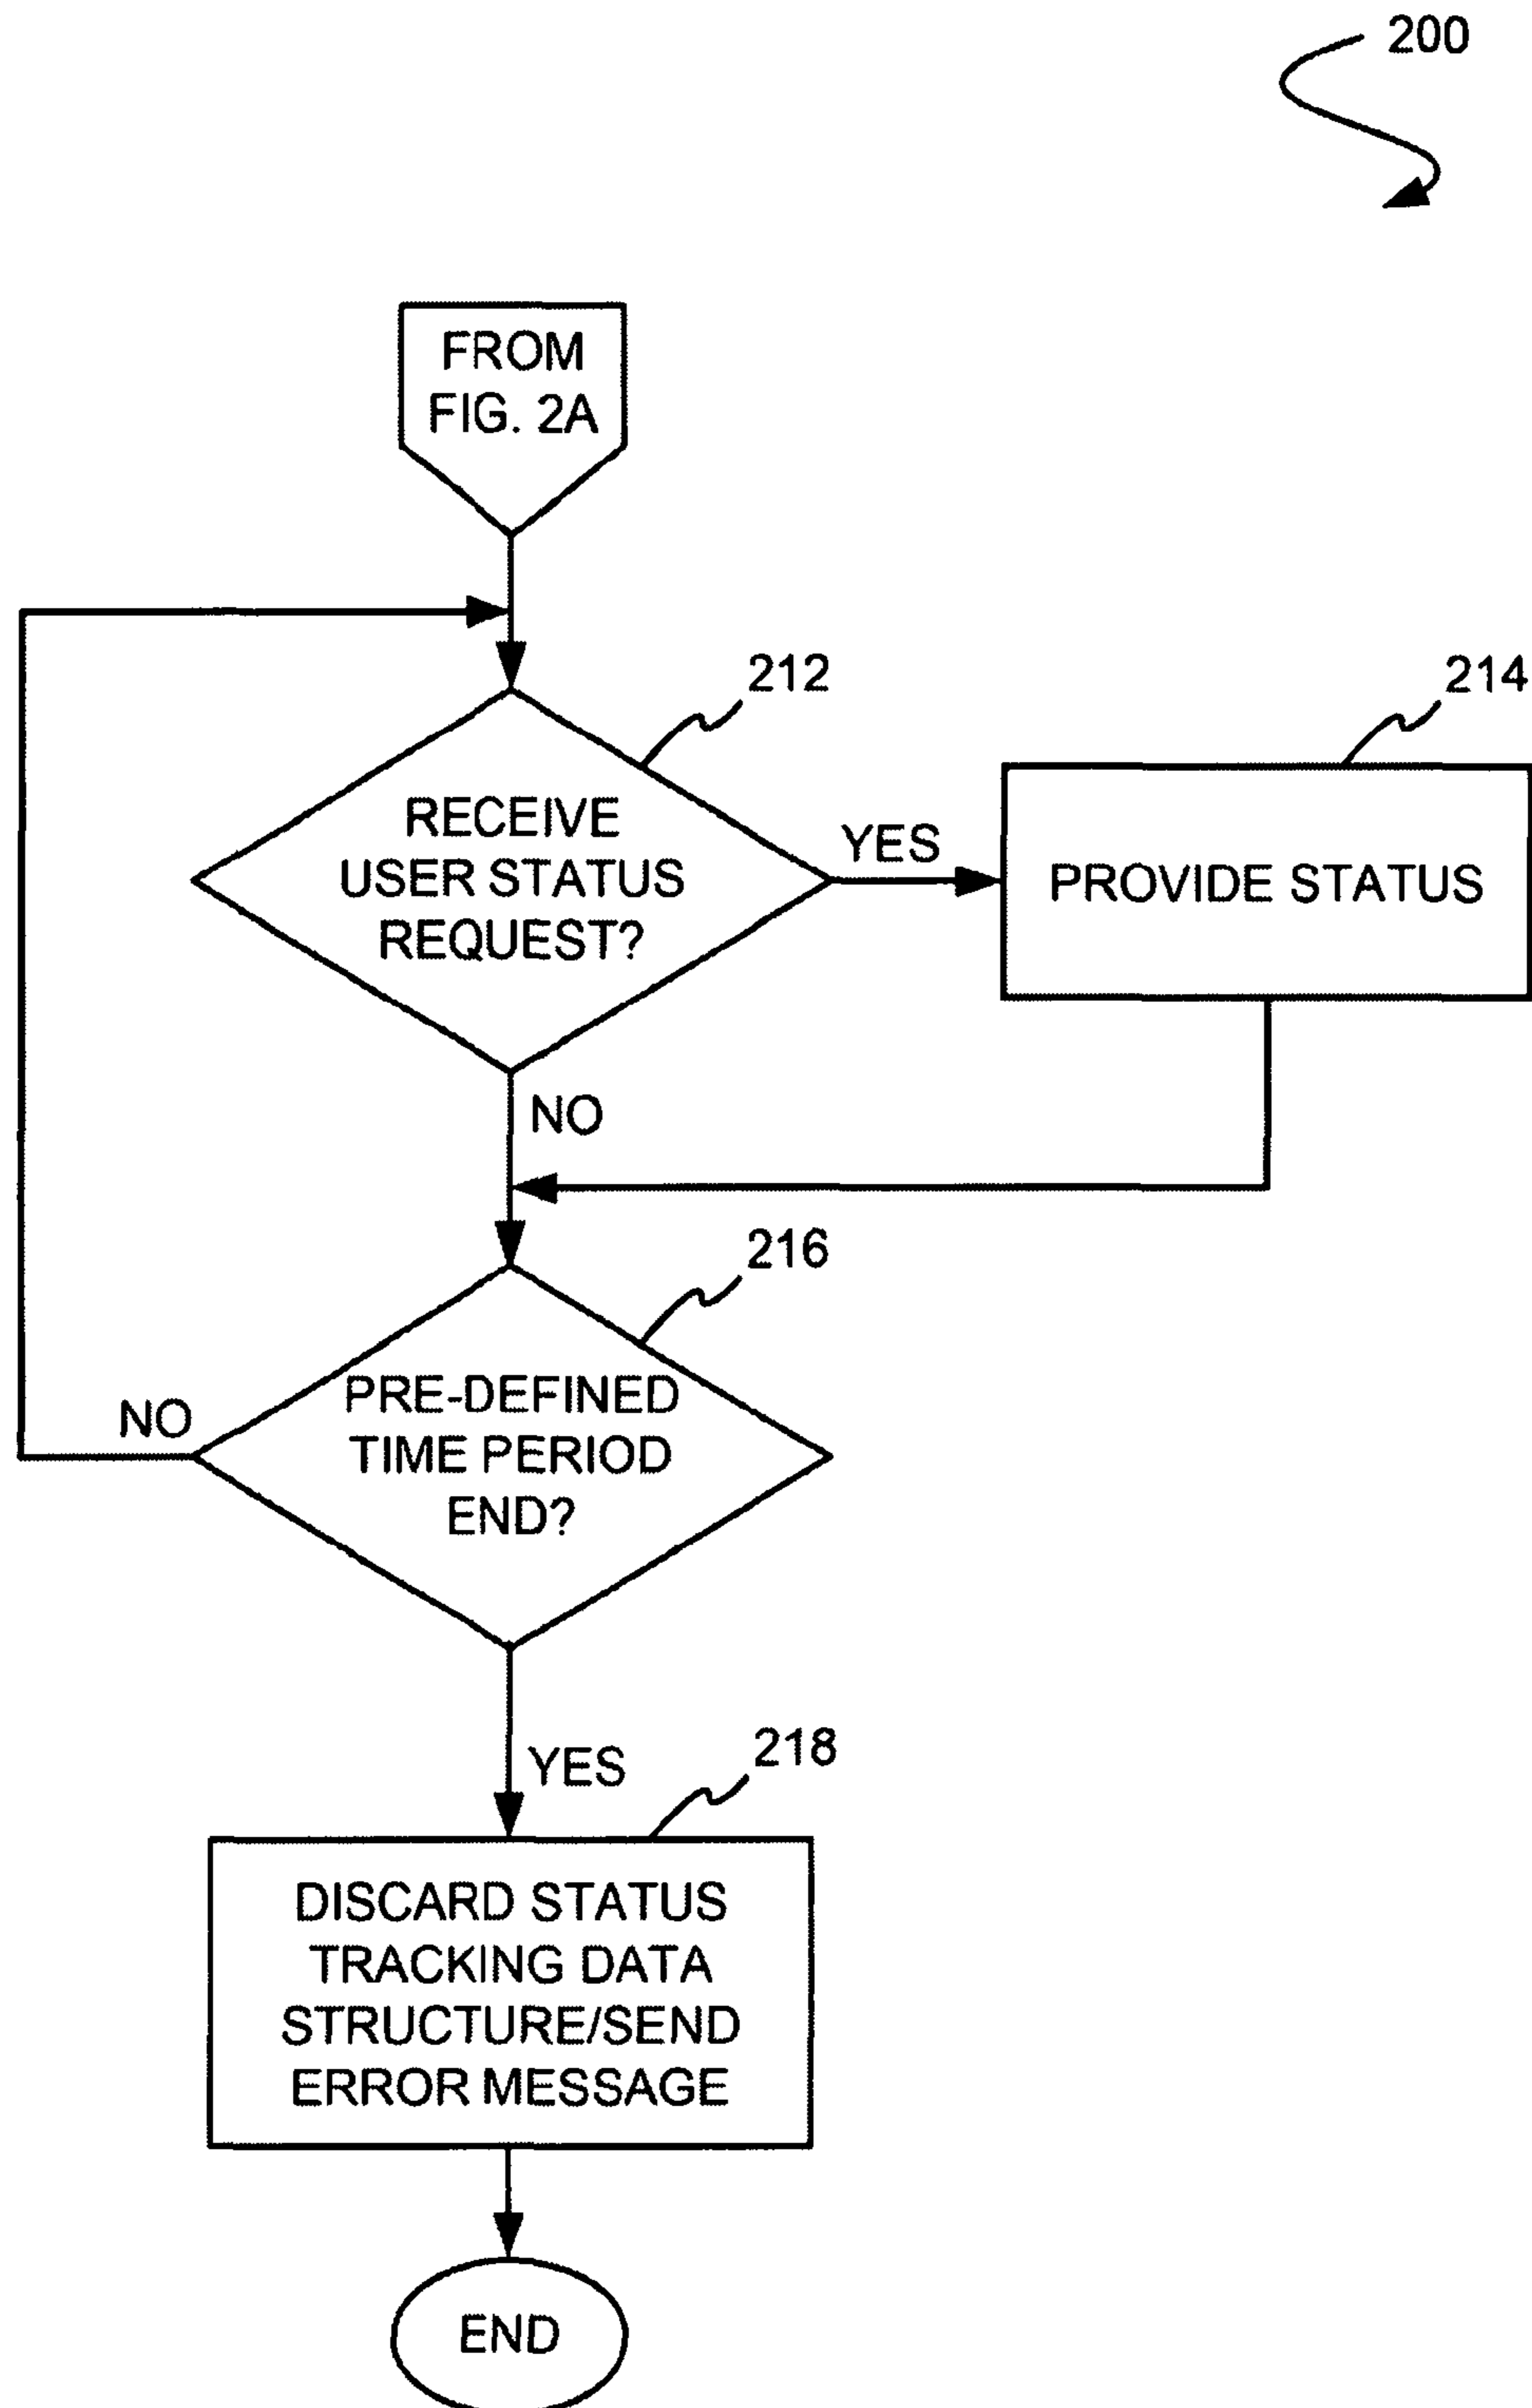 200
FROM
FIG. 2A
212
214
RECEIVE
USER STATUS
REQUEST?
YES
PROVIDE STATUS
NO
216
PRE-DEFINED
TIME PERIOD
END?
NO
YES
218
DISCARD STATUS
TRACKING DATA
STRUCTURE/SEND
ERROR MESSAGE
END